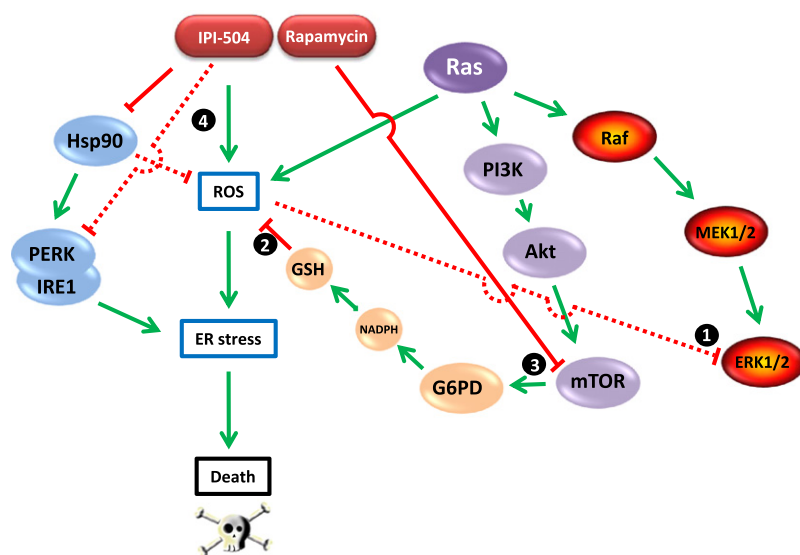 IPI-504
Rapamycin
Ras
4
Hsp90
Raf
ROS
PI3K
MEK1/2
PERK
IRE1
2
GSH
Akt
NADPH
1
ER stress
ERK1/2
3
G6PD
mTOR
Death